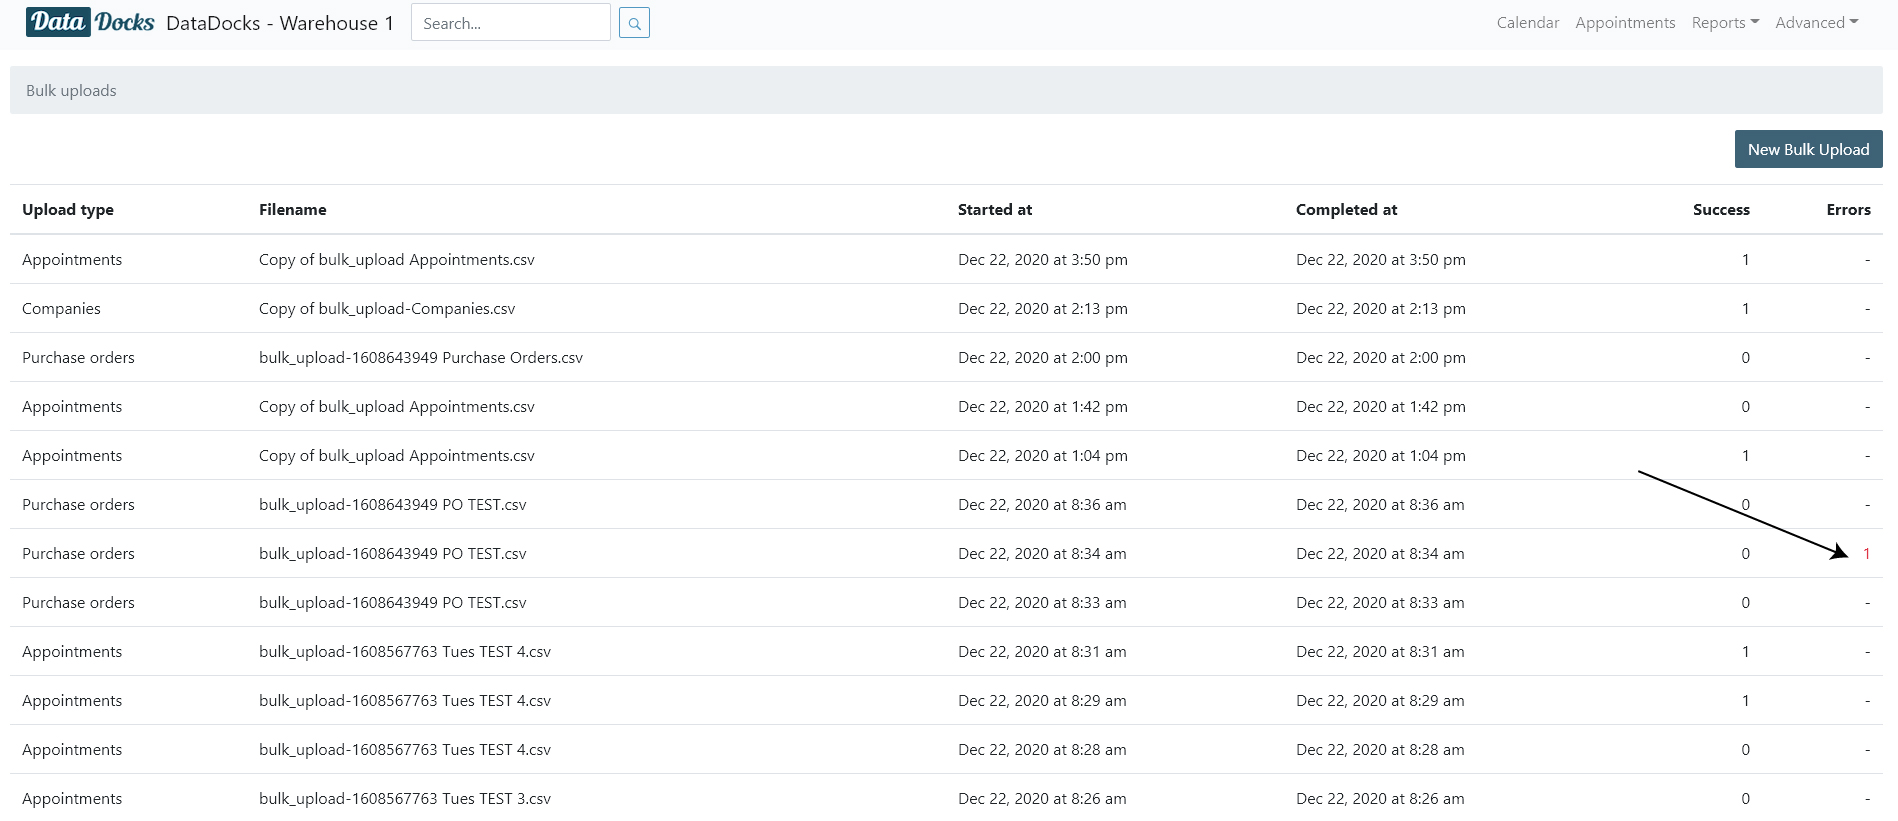 Data Docks DataDocks - Warehouse 1 Search... Calendar Appointments Reports Advanced
Bulk uploads
New Bulk Upload
Upload type Filename Started at Completed at Success Errors
Appointments Copy of bulk_upload Appointments.csv Dec 22, 2020 at 3:50 pm Dec 22, 2020 at 3:50 pm 1 -
Companies Copy of bulk_upload-Companies.csv Dec 22, 2020 at 2:13 pm Dec 22, 2020 at 2:13 pm 1 -
Purchase orders bulk_upload-1608643949 Purchase Orders.csv Dec 22, 2020 at 2:00 pm Dec 22, 2020 at 2:00 pm 0 -
Appointments Copy of bulk_upload Appointments.csv Dec 22, 2020 at 1:42 pm Dec 22, 2020 at 1:42 pm 0 -
Appointments Copy of bulk_upload Appointments.csv Dec 22, 2020 at 1:04 pm Dec 22, 2020 at 1:04 pm 1 -
Purchase orders bulk_upload-1608643949 PO TEST.csv Dec 22, 2020 at 8:36 am Dec 22, 2020 at 8:36 am 0 -
Purchase orders bulk_upload-1608643949 PO TEST.csv Dec 22, 2020 at 8:34 am Dec 22, 2020 at 8:34 am 0 1
Purchase orders bulk_upload-1608643949 PO TEST.csv Dec 22, 2020 at 8:33 am Dec 22, 2020 at 8:33 am 0 -
Appointments bulk_upload-1608567763 Tues TEST 4.csv Dec 22, 2020 at 8:31 am Dec 22, 2020 at 8:31 am 1 -
Appointments bulk_upload-1608567763 Tues TEST 4.csv Dec 22, 2020 at 8:29 am Dec 22, 2020 at 8:29 am 1 -
Appointments bulk_upload-1608567763 Tues TEST 4.csv Dec 22, 2020 at 8:28 am Dec 22, 2020 at 8:28 am 0 -
Appointments bulk_upload-1608567763 Tues TEST 3.csv Dec 22, 2020 at 8:26 am Dec 22, 2020 at 8:26 am 0 -